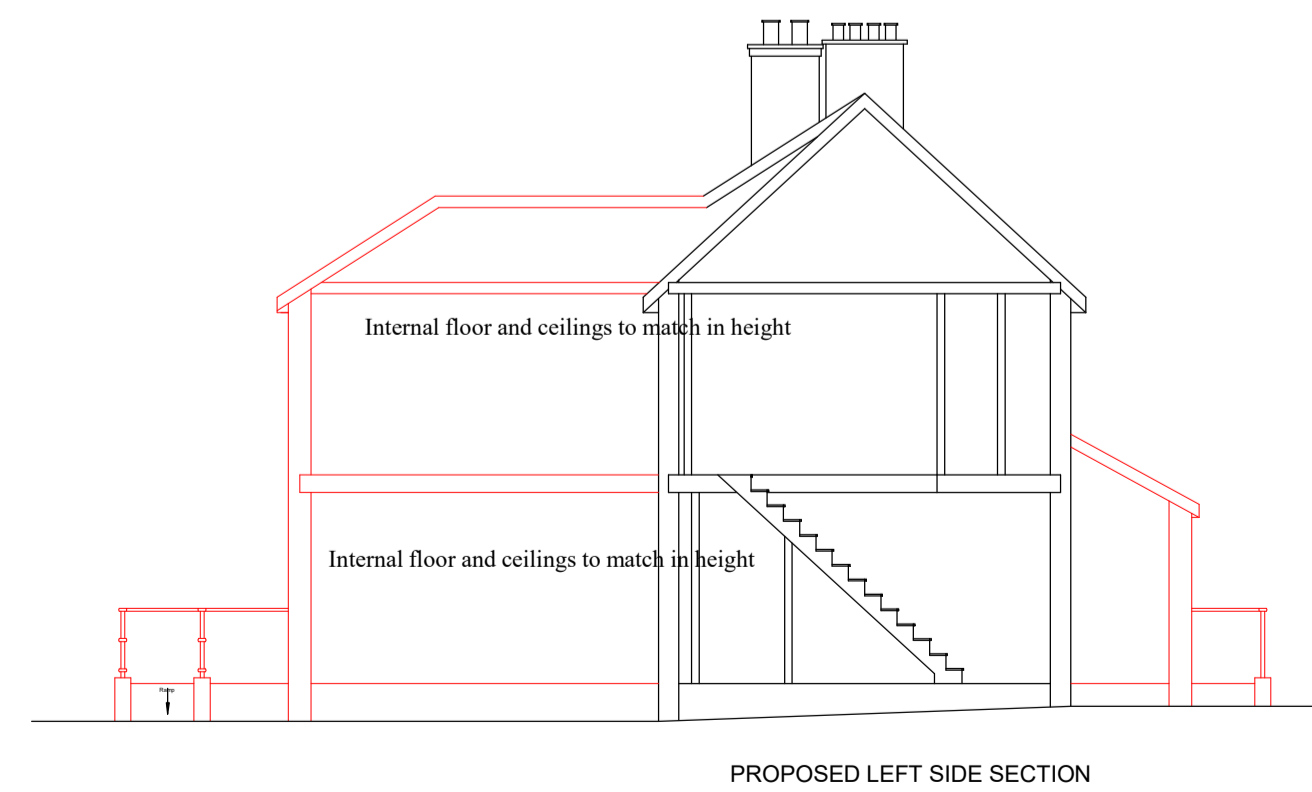 Internal floor and ceilings to match in height
Internal floor and ceilings to match in height
Ramp
PROPOSED LEFT SIDE SECTION